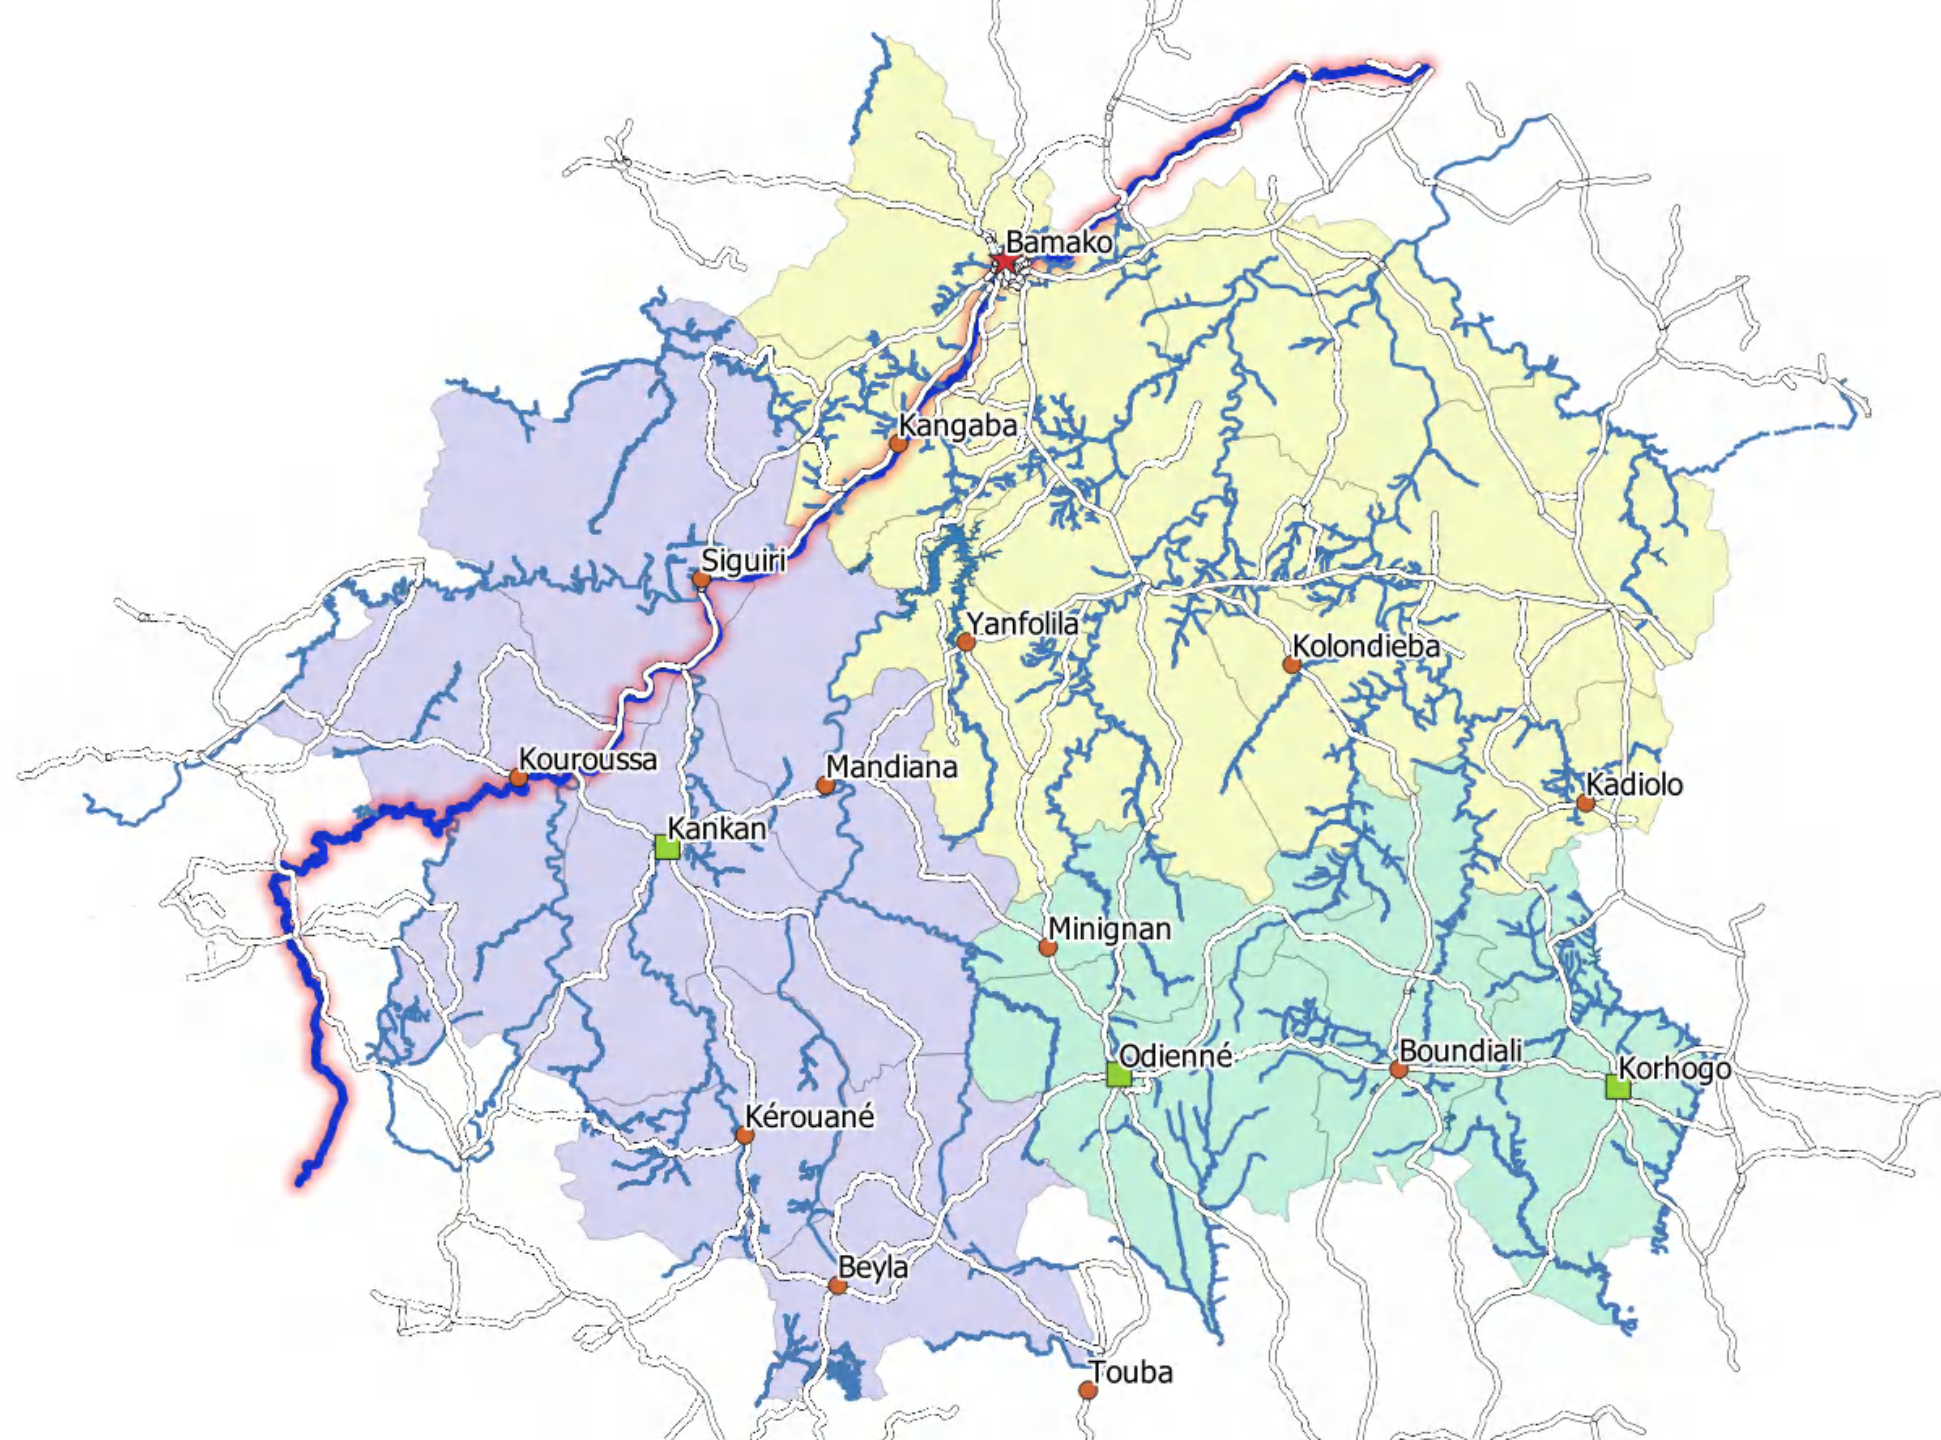 Bamako
Kangaba
Siguiri
Yanfolila
Kolondieba
Kouroussa
Mandiana
Kadiolo
Kankan
Minignan
Odienné
Boundiali
Korhogo
Kérouané
Beyla
Touba